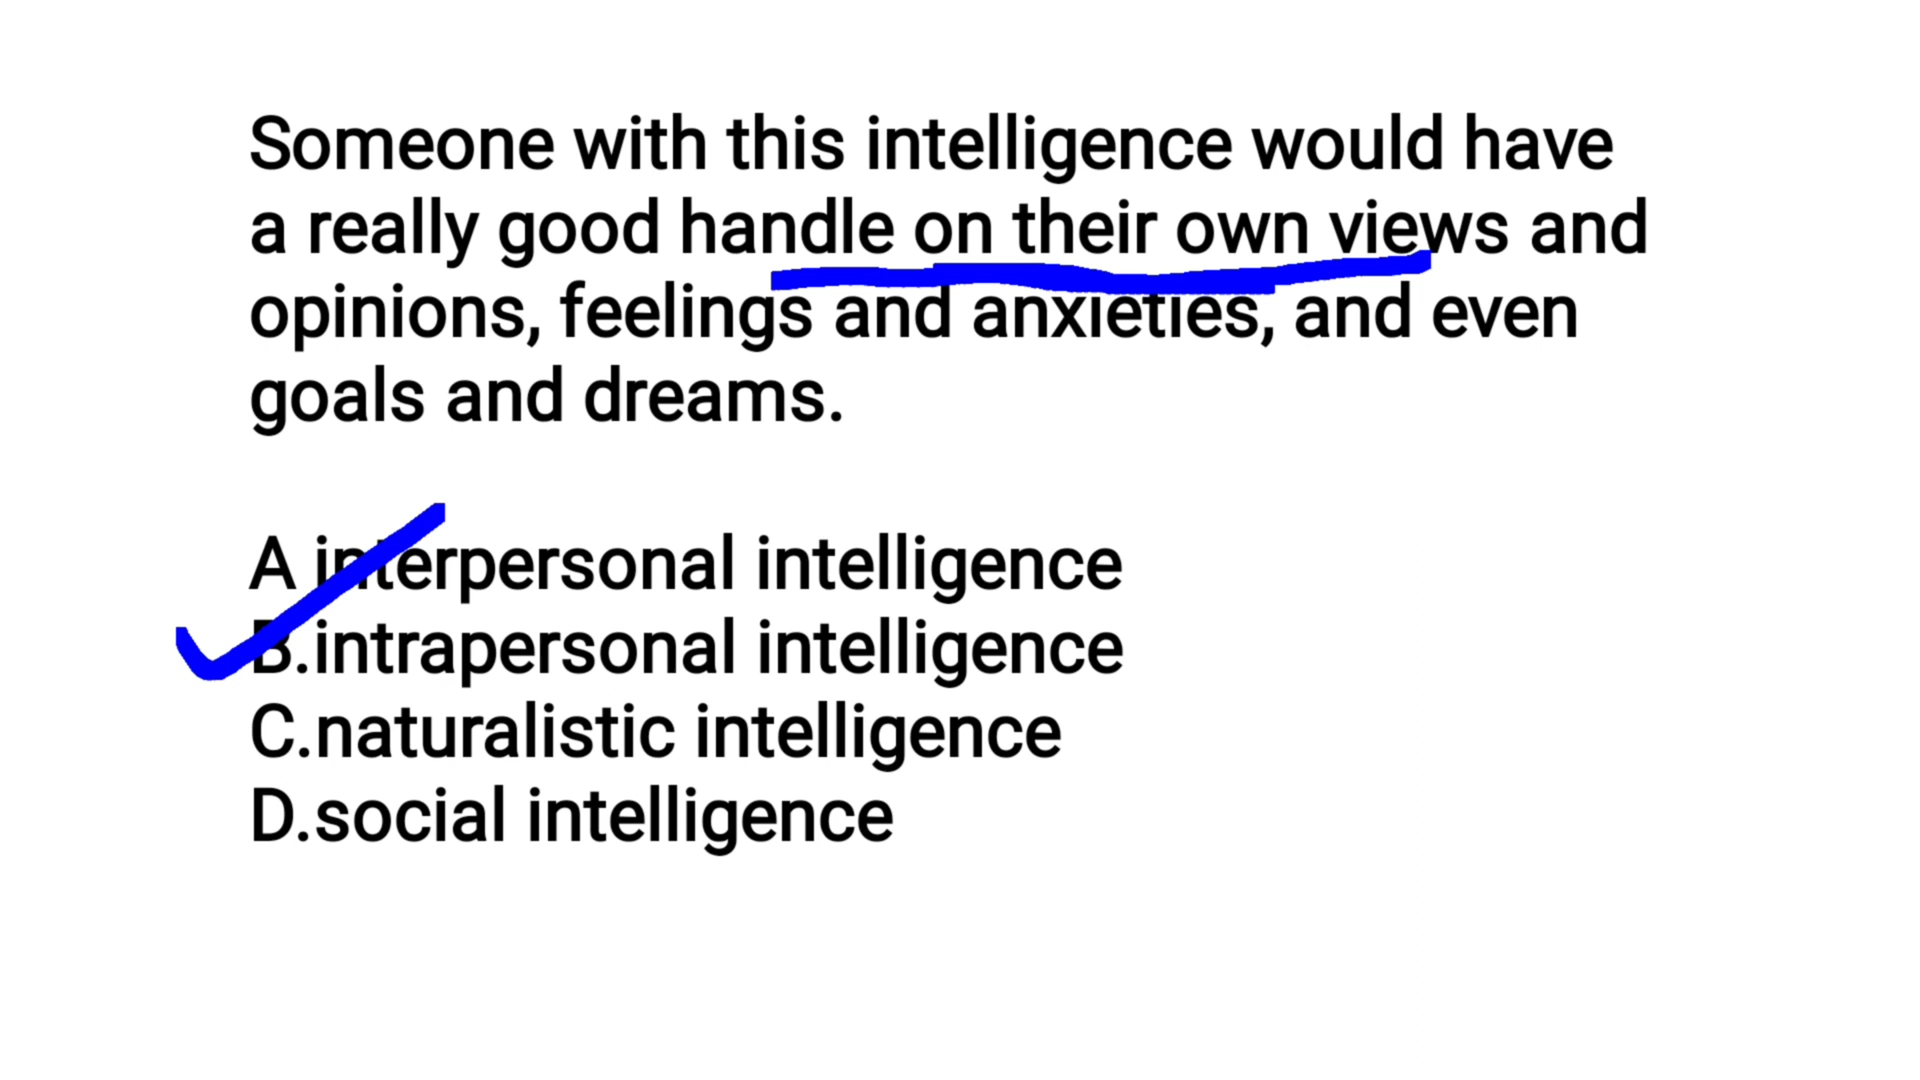 Someone with this intelligence would have
a really good handle on their own views and
opinions, feelings and anxieties, and even
goals and dreams.
A interpersonal intelligence
B.intrapersonal intelligence
C.naturalistic intelligence
D.social intelligence